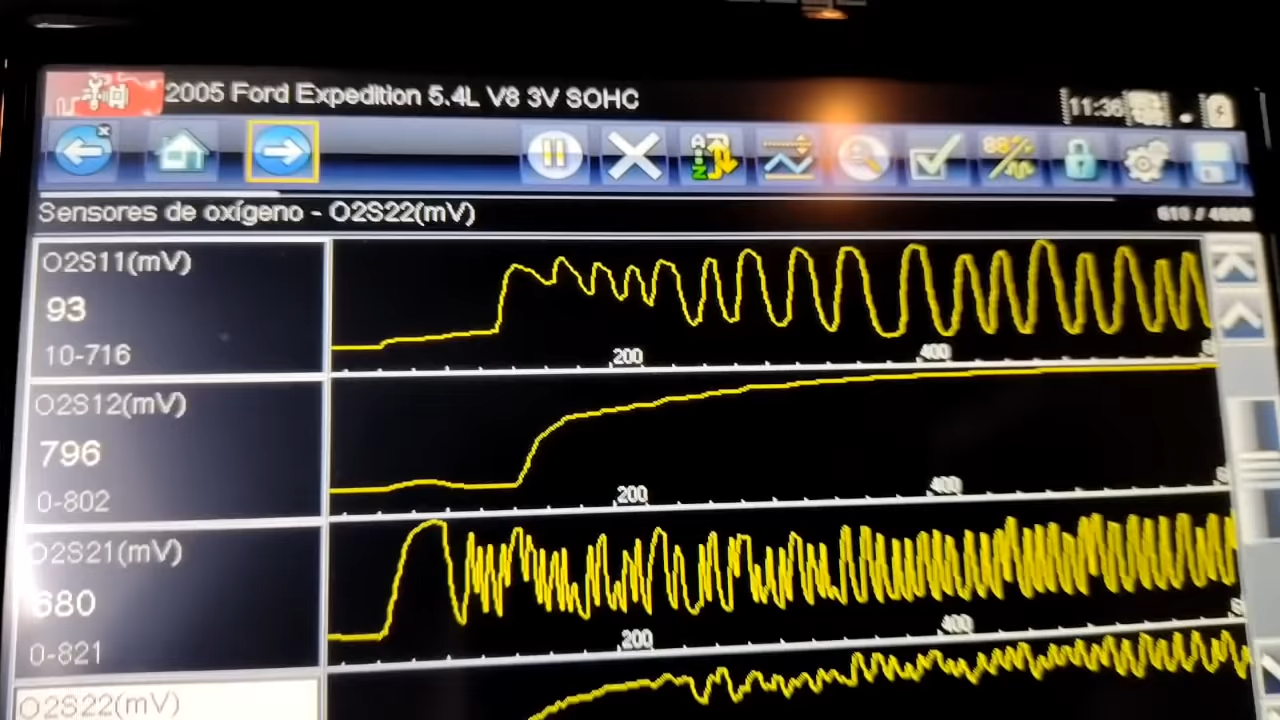 2005 Ford Expedition 5.4L V8 3V SOHC
11:36
Sensores de oxígeno - O2S22(mV)
610 / 4000
O2S11(mV)
93
10-716
200
400
O2S12(mV)
796
0-802
200
400
O2S21(mV)
680
0-821
200
400
O2S22(mV)